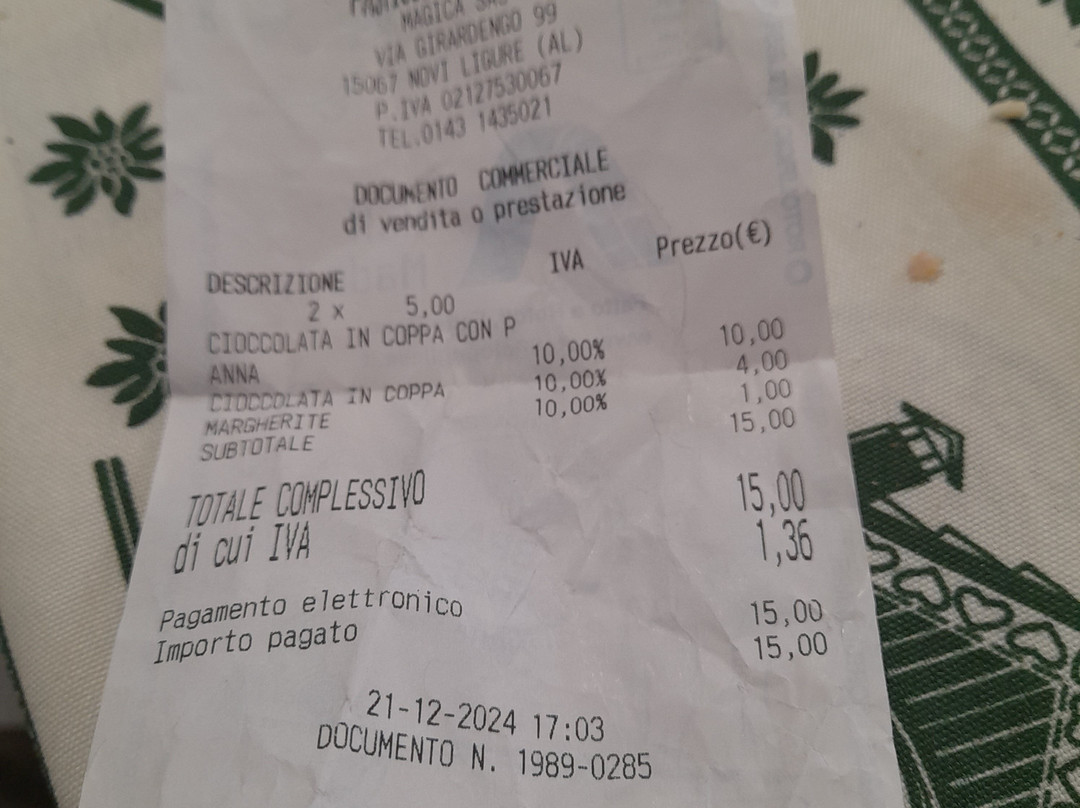 MAGICA
VIA GIRARDENGO 99
15067 NOVI LIGURE (AL)
P.IVA 02127530067
TEL.0143 1435021
DOCUMENTO COMMERCIALE
di vendita o prestazione
DESCRIZIONE IVA Prezzo(€)
2 x 5,00
CIOCCOLATA IN COPPA CON P
ANNA 10,00% 10,00
CIOCCOLATA IN COPPA 10,00% 4,00
MARGHERITE 10,00% 1,00
SUBTOTALE 15,00
TOTALE COMPLESSIVO 15,00
di cui IVA 1,36
Pagamento elettronico 15,00
Importo pagato 15,00
21-12-2024 17:03
DOCUMENTO N. 1989-0285